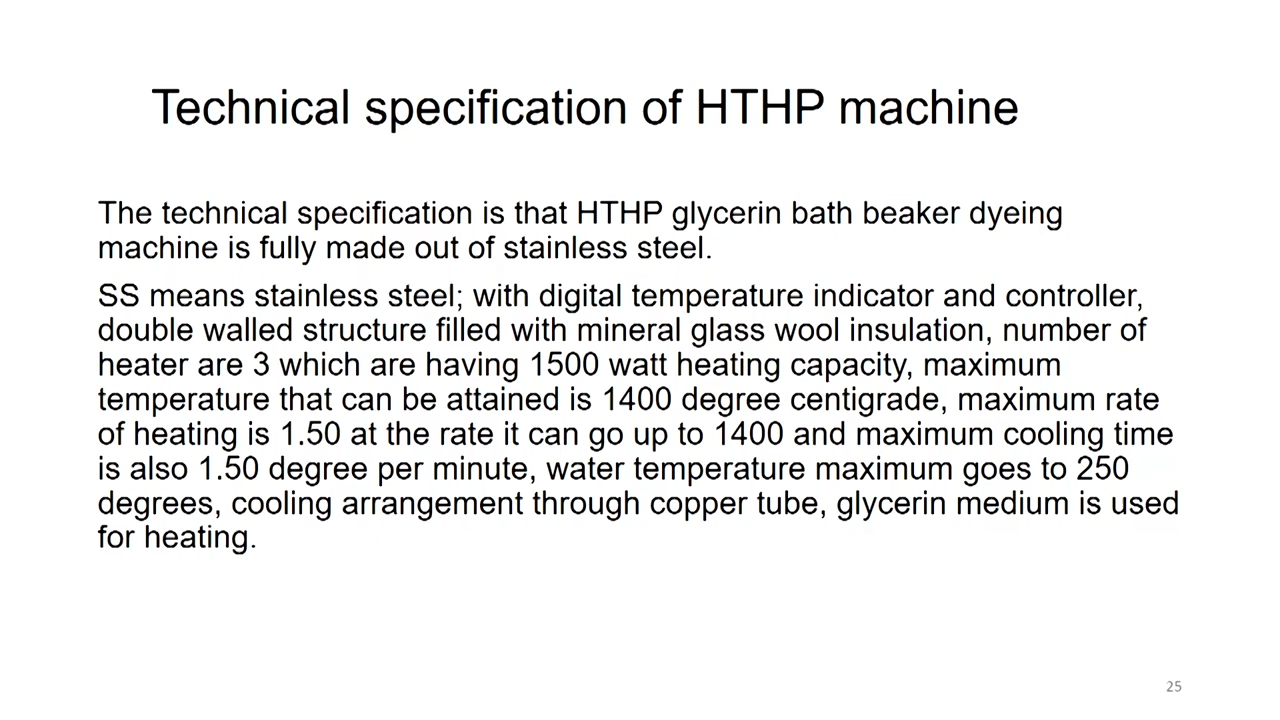 Technical specification of HTHP machine
The technical specification is that HTHP glycerin bath beaker dyeing
machine is fully made out of stainless steel.
SS means stainless steel; with digital temperature indicator and controller,
double walled structure filled with mineral glass wool insulation, number of
heater are 3 which are having 1500 watt heating capacity, maximum
temperature that can be attained is 1400 degree centigrade, maximum rate
of heating is 1.50 at the rate it can go up to 1400 and maximum cooling time
is also 1.50 degree per minute, water temperature maximum goes to 250
degrees, cooling arrangement through copper tube, glycerin medium is used
for heating.
25